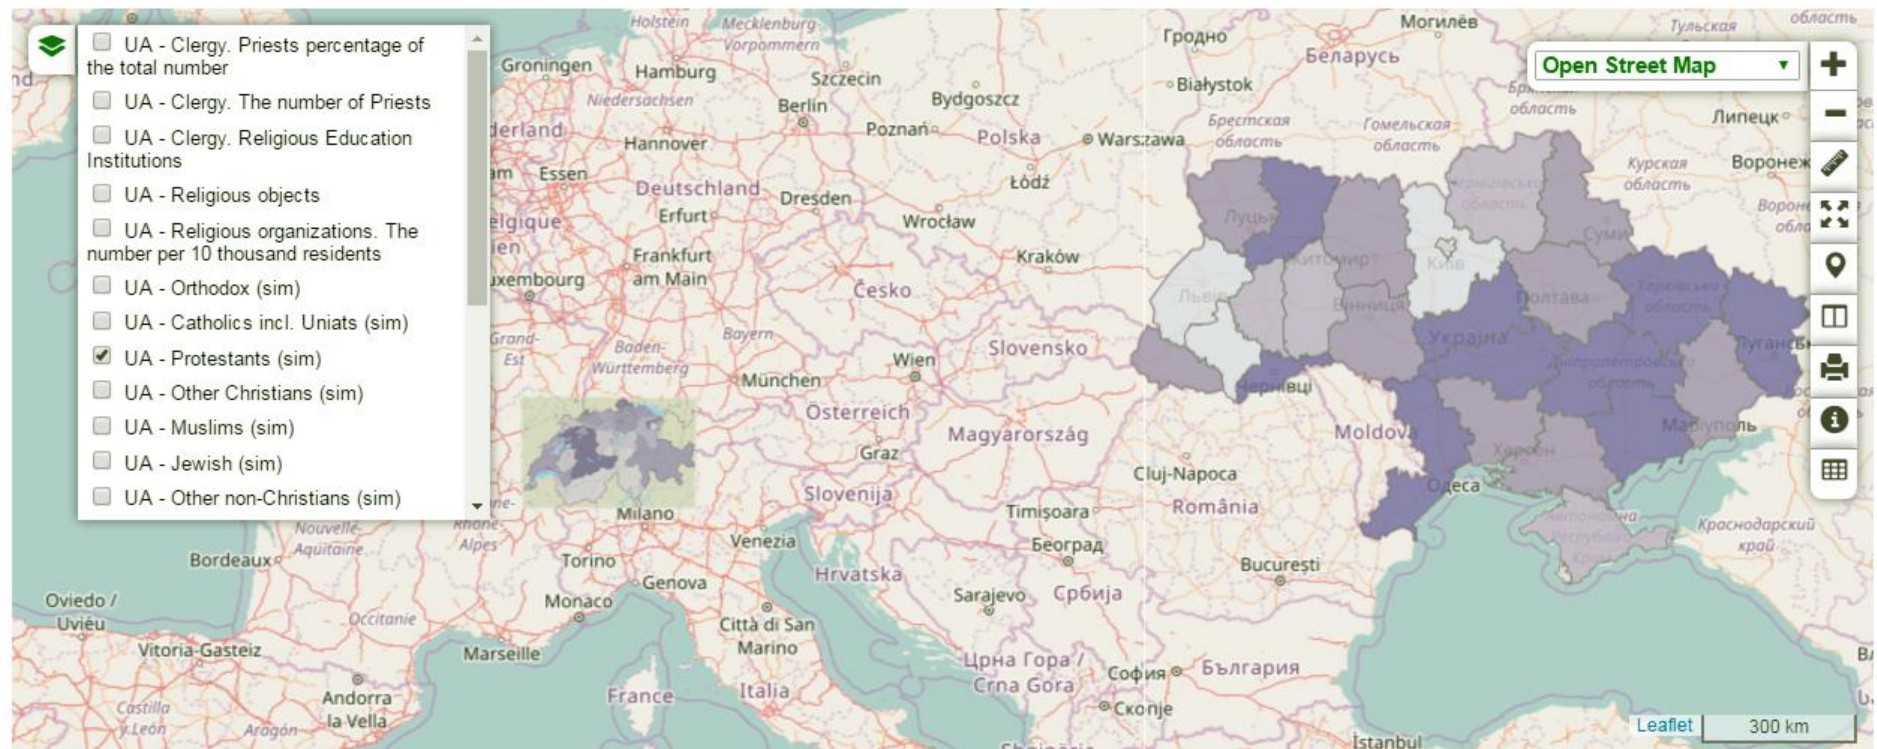 UA - Clergy. Priests percentage of
the total number
UA - Clergy. The number of Priests
UA - Clergy. Religious Education
Institutions
UA - Religious objects
UA - Religious organizations. The
number per 10 thousand residents
UA - Orthodox (sim)
UA - Catholics incl. Uniats (sim)
UA - Protestants (sim)
UA - Other Christians (sim)
UA - Muslims (sim)
UA - Jewish (sim)
UA - Other non-Christians (sim)
Open Street Map
Holstein
Mecklenburg-
Vorpommern
Groningen
Hamburg
Szczecin
Niedersachsen
Berlin
Bydgoszcz
Poznań
Polska
Warszawa
Hannover
Essen
Deutschland
Łódź
Dresden
Erfurt
Wrocław
Frankfurt
am Main
Kraków
Česko
Grand-
Est
Baden-
Württemberg
Bayern
Wien
Slovensko
München
Österreich
Magyarország
Graz
Cluj-Napoca
Slovenija
Milano
Timișoara
România
Nouvelle-
Aquitaine
Bordeaux
Torino
Venezia
Београд
București
Genova
Hrvatska
Sarajevo
Србија
Oviedo /
Uviéu
Occitanie
Monaco
Città di San
Marino
Vitoria-Gasteiz
Marseille
Црна Гора /
Crna Gora
София
България
Andorra
la Vella
France
Italia
Скопје
Castilla
y León
Aragón
İstanbul
Гродно
Могилёв
Беларусь
Тульская
область
Białystok
Брестская
область
Гомельская
область
область
Липецк
Курская
область
Воронеж
Луцьк
Суми
Житомир
Київ
Львів
Вінниця
Полтава
Харківська
область
Україна
Дніпропетровська
область
Луганськ
Чернівці
Moldova
Маріуполь
Херсон
Одеса
Автономна
Республіка
Крим
Краснодарский
край
Leaflet
300 km